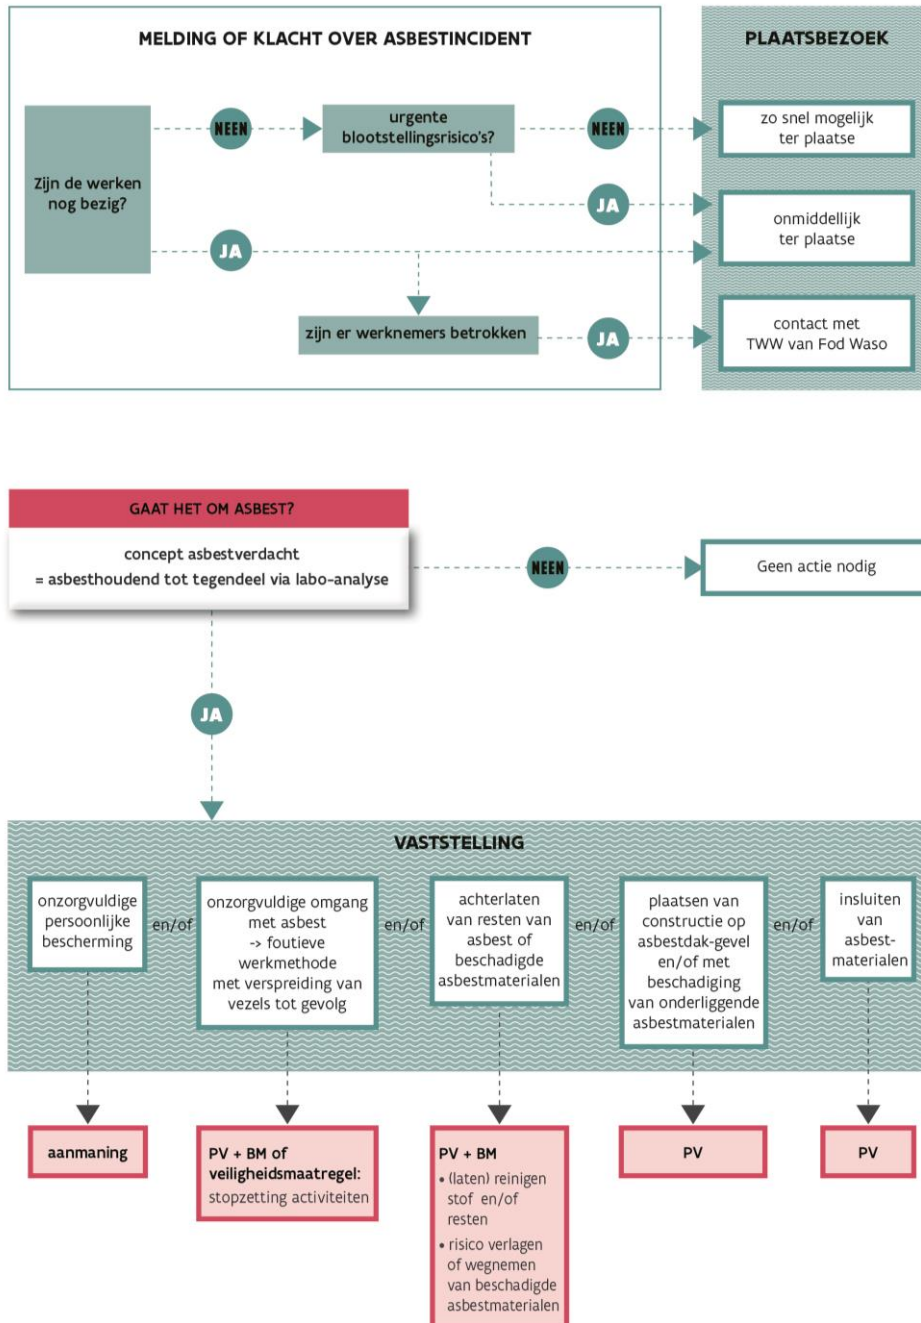 MELDING OF KLACHT OVER ASBESTINCIDENT
PLAATSBEZOEK
Zijn de werken
nog bezig?
NEEN
urgente
blootstellingsrisico's?
NEEN
zo snel mogelijk
ter plaatse
JA
onmiddellijk
ter plaatse
JA
zijn er werknemers betrokken
JA
contact met
TWW van Fod Waso
GAAT HET OM ASBEST?
concept asbestverdacht
= asbesthoudend tot tegendeel via labo-analyse
NEEN
Geen actie nodig
JA
VASTSTELLING
onzorgvuldige
persoonlijke
bescherming
en/of
onzorgvuldige omgang
met asbest
-> foutieve
werkmethode
met verspreiding van
vezels tot gevolg
en/of
achterlaten
van resten van
asbest of
beschadigde
asbestmaterialen
en/of
plaatsen van
constructie op
asbestdak-gevel
en/of met
beschadiging
van onderliggende
asbestmaterialen
en/of
insluiten
van
asbest-
materialen
aanmaning
PV + BM of
veiligheidsmaatregel:
stopzetting activiteiten
PV + BM
• (laten) reinigen
stof en/of
resten
• risico verlagen
of wegnemen
van beschadigde
asbestmaterialen
PV
PV